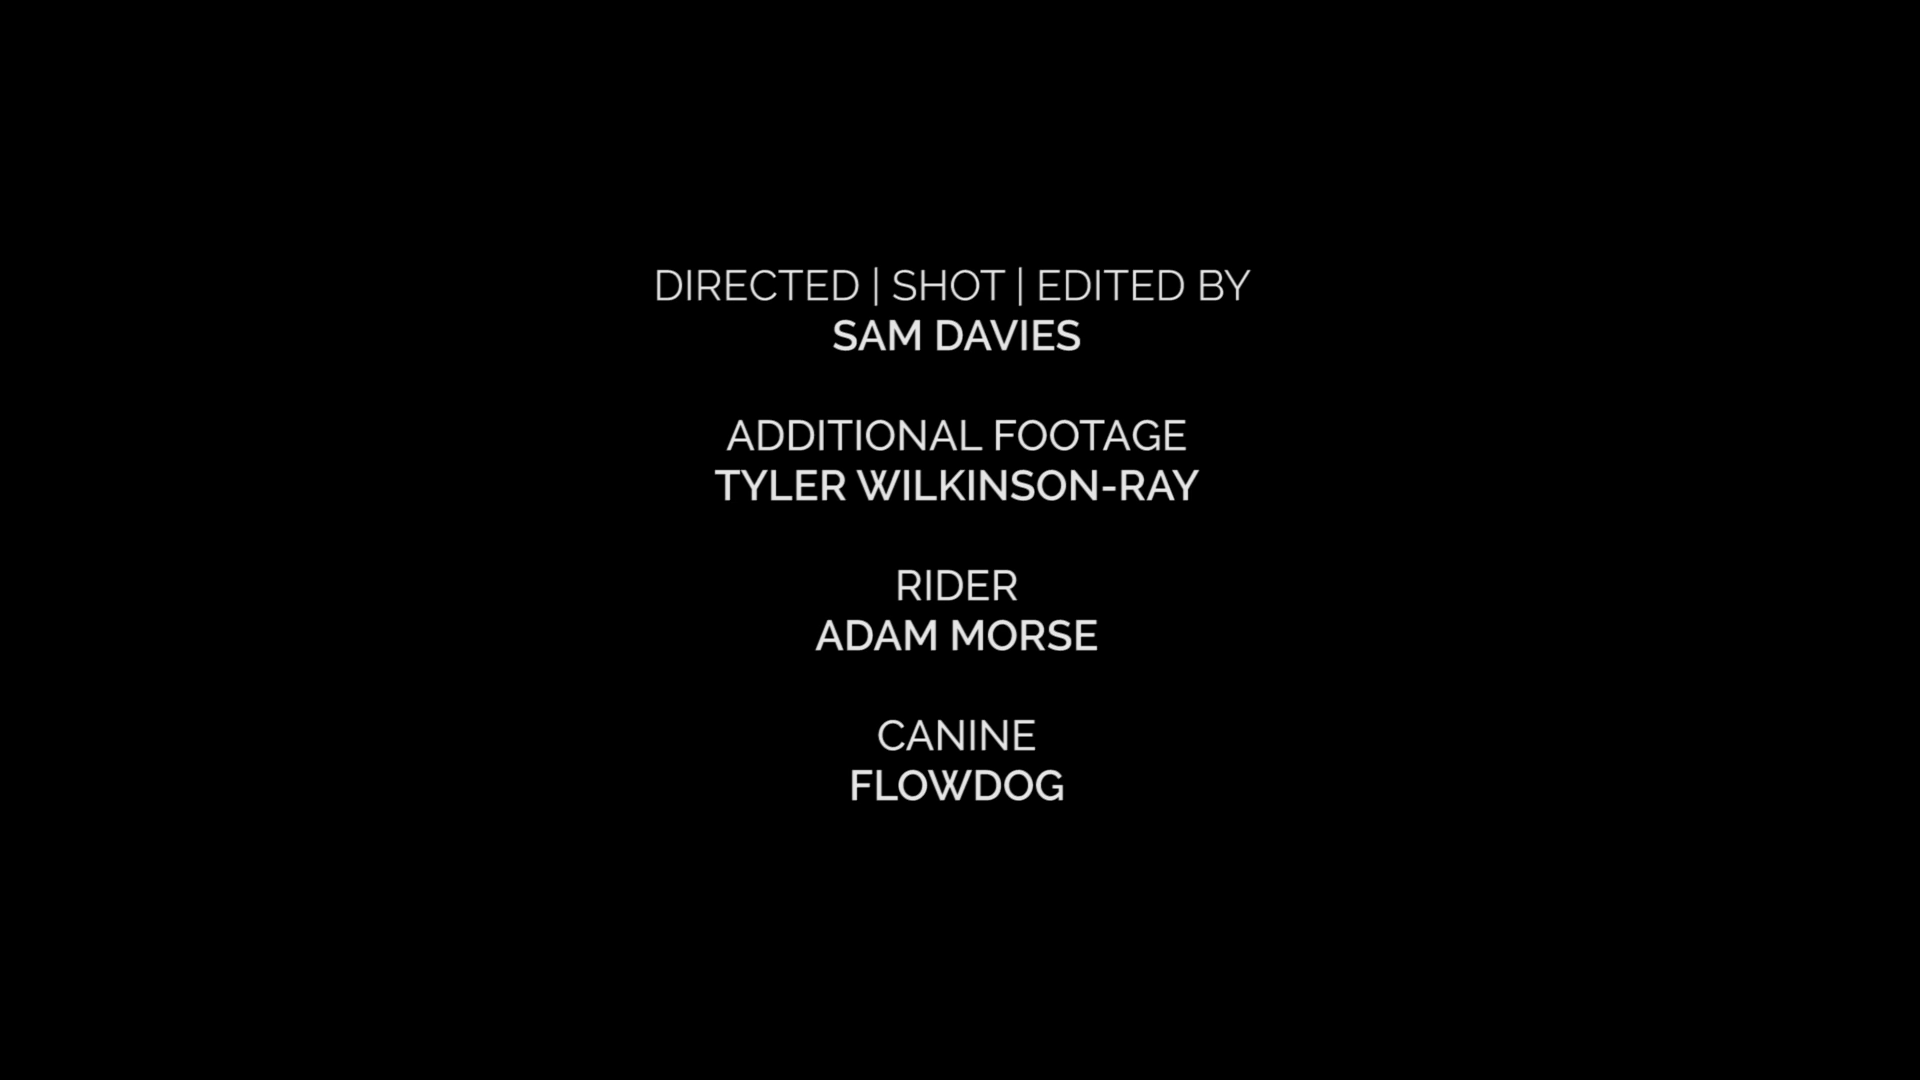 DIRECTED | SHOT | EDITED BY
SAM DAVIES
ADDITIONAL FOOTAGE
TYLER WILKINSON-RAY
RIDER
ADAM MORSE
CANINE
FLOWDOG